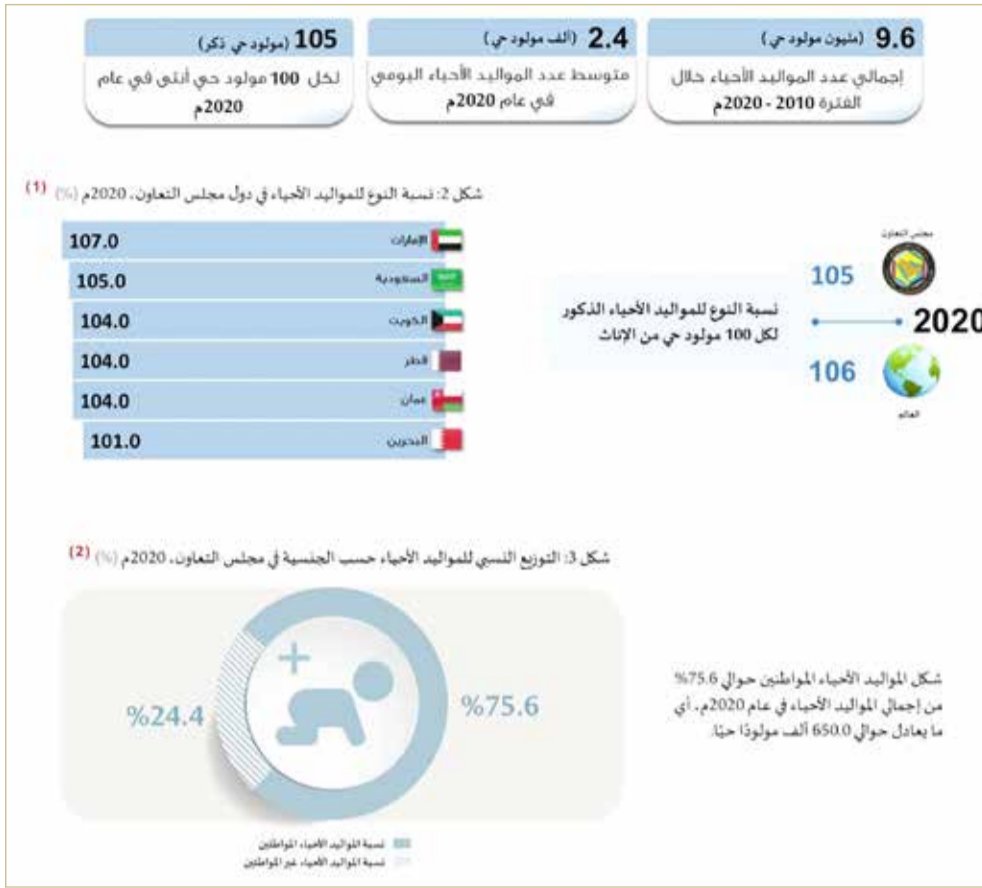 9.6 (مليون مولود حي)
إجمالي عدد المواليد الأحياء خلال
الفترة 2010 - 2020م
2.4 (ألف مولود حي)
متوسط عدد المواليد الأحياء اليومي
في عام 2020م
105 (مولود حي ذكر)
لكل 100 مولود حي أنثى في عام
2020م
شكل 2: نسبة النوع للمواليد الأحياء في دول مجلس التعاون، 2020م (%) (1)
مجلس التعاون
105
2020
106
العالم
نسبة النوع للمواليد الأحياء الذكور
لكل 100 مولود حي من الإناث
الإمارات 107.0
السعودية 105.0
الكويت 104.0
قطر 104.0
عمان 104.0
البحرين 101.0
شكل 3: التوزيع النسبي للمواليد الأحياء حسب الجنسية في مجلس التعاون، 2020م (%) (2)
شكل المواليد الأحياء المواطنين حوالي 75.6%
من إجمالي المواليد الأحياء في عام 2020م، أي
ما يعادل حوالي 650.0 ألف مولودًا حيًا.
%75.6
%24.4
نسبة المواليد الأحياء المواطنين
نسبة المواليد الأحياء غير المواطنين